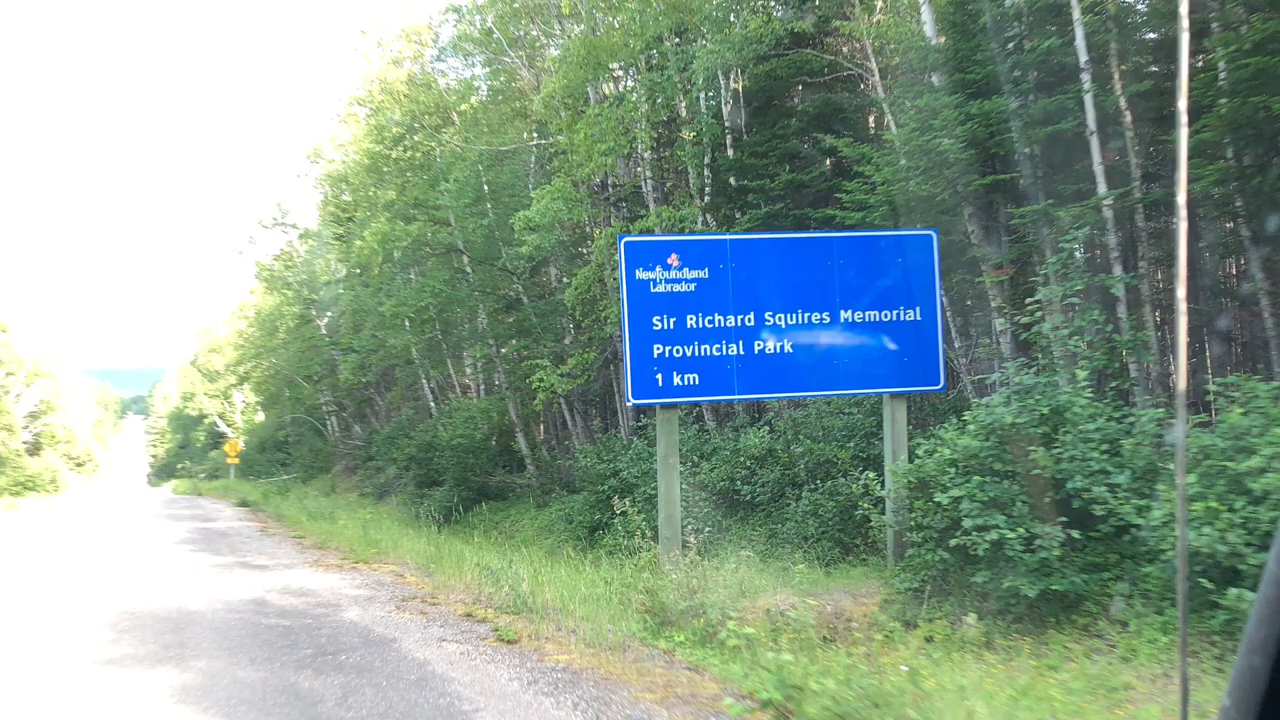 Newfoundland
Labrador
Sir Richard Squires Memorial
Provincial Park
1 km